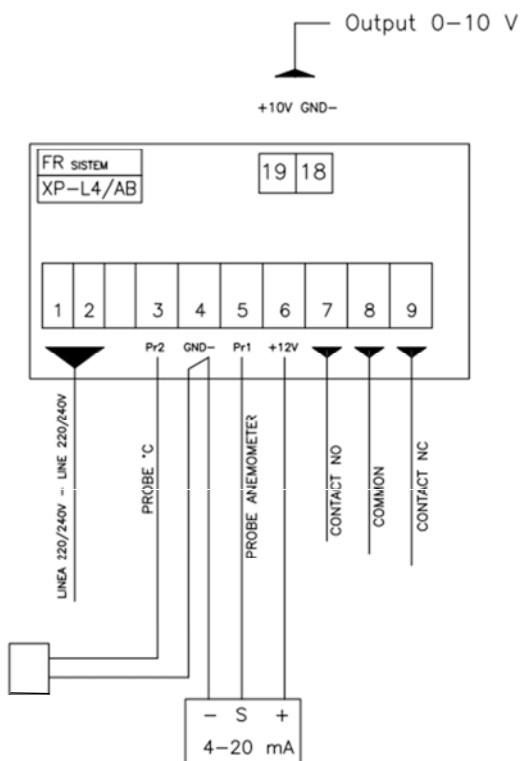 Output 0-10 V
+10V GND-
FR SISTEM
XP-L4/AB
19 18
1 2 3 4 5 6 7 8 9
Pr2 GND- Pr1 +12V
LINEA 220/240V - LINE 220/240V
PROBE °C
PROBE ANEMOMETER
CONTACT NO
COMMON
CONTACT NC
- S +
4-20 mA